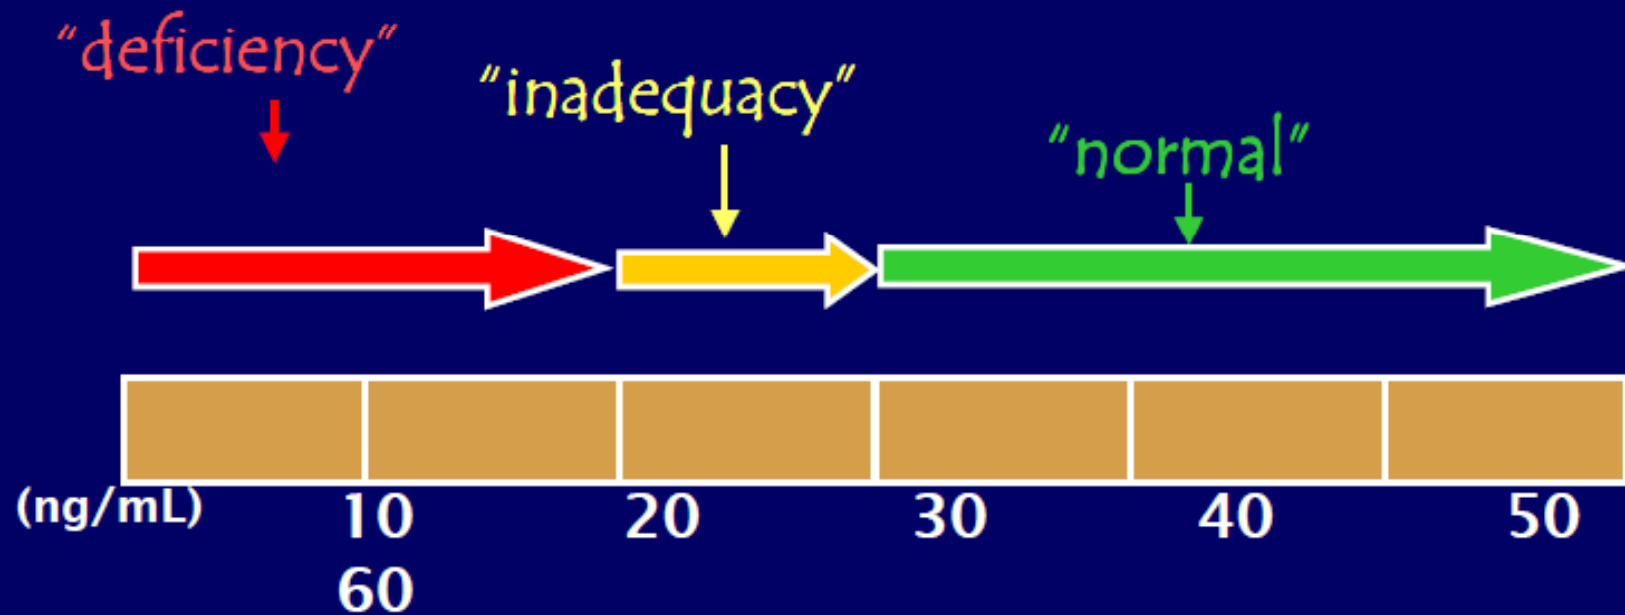 “deficiency”
“inadequacy”
“normal”
(ng/mL) 10 20 30 40 50
60